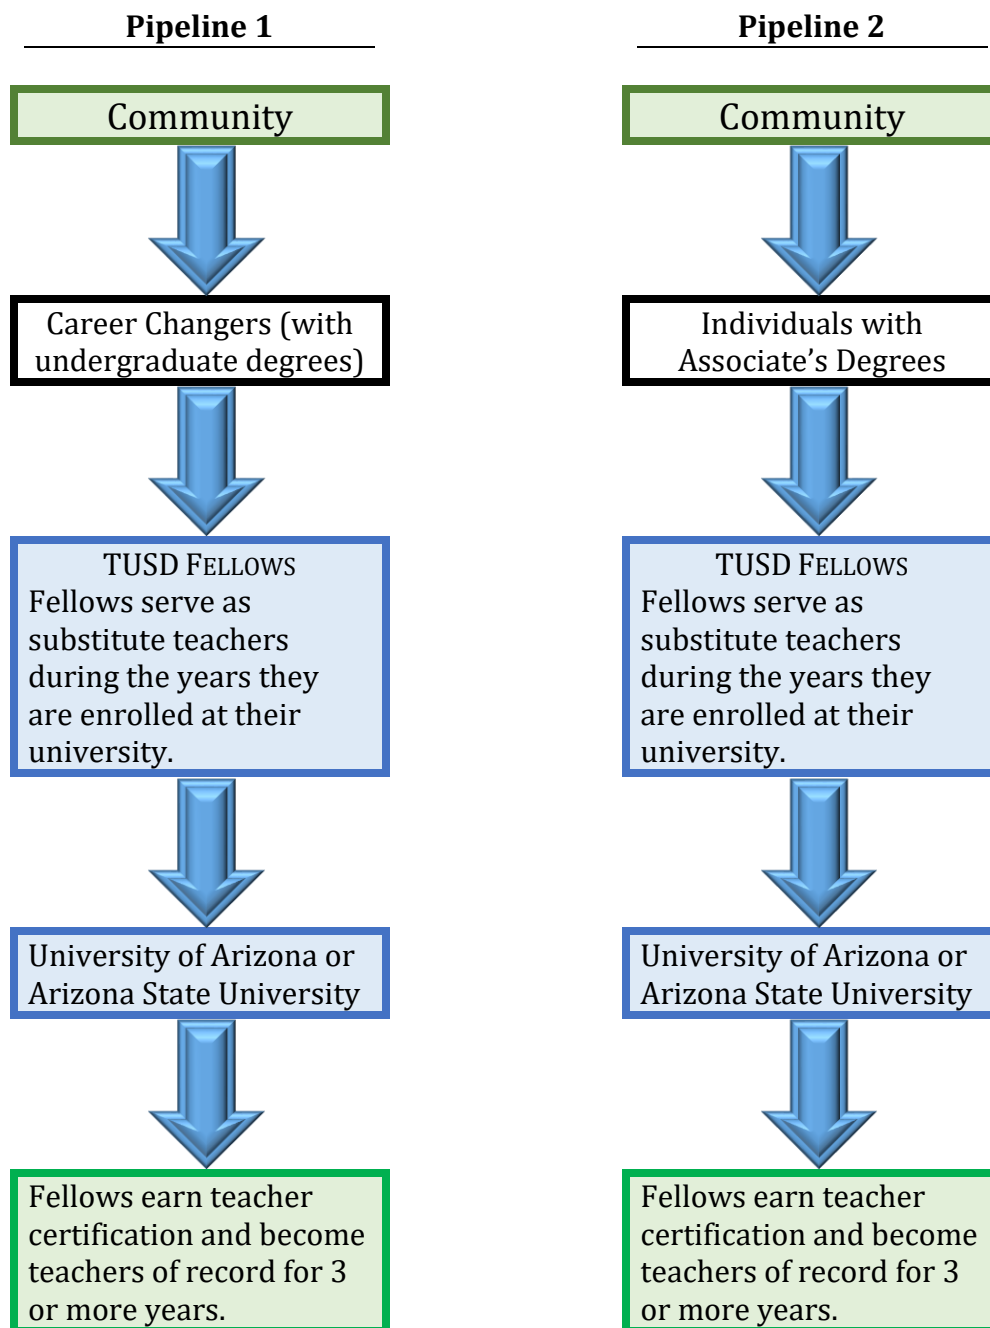 Pipeline 1
Community
Career Changers (with
undergraduate degrees)
TUSD FELLOWS
Fellows serve as
substitute teachers
during the years they
are enrolled at their
university.
University of Arizona or
Arizona State University
Fellows earn teacher
certification and become
teachers of record for 3
or more years.
Pipeline 2
Community
Individuals with
Associate’s Degrees
TUSD FELLOWS
Fellows serve as
substitute teachers
during the years they
are enrolled at their
university.
University of Arizona or
Arizona State University
Fellows earn teacher
certification and become
teachers of record for 3
or more years.